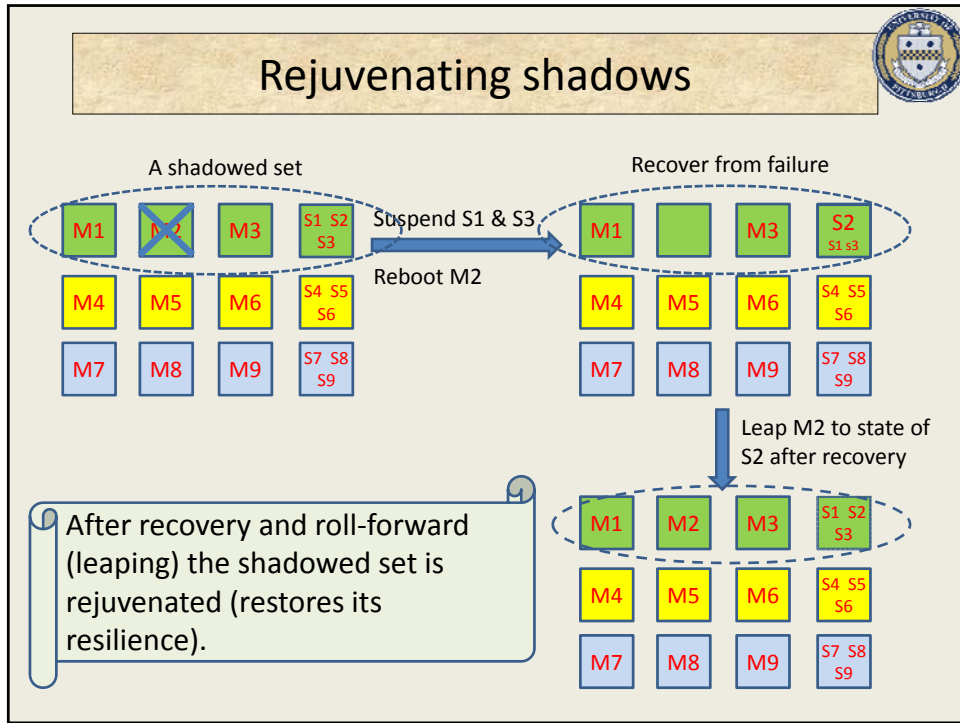 Rejuvenating shadows
UNIVERSITY OF
PITTSBURGH
A shadowed set
M1
M2
M3
S1 S2
S3
Suspend S1 & S3
Reboot M2
M4
M5
M6
S4 S5
S6
M7
M8
M9
S7 S8
S9
Recover from failure
M1
M3
S2
S1 s3
M4
M5
M6
S4 S5
S6
M7
M8
M9
S7 S8
S9
Leap M2 to state of
S2 after recovery
M1
M2
M3
S1 S2
S3
M4
M5
M6
S4 S5
S6
M7
M8
M9
S7 S8
S9
After recovery and roll-forward
(leaping) the shadowed set is
rejuvenated (restores its
resilience).